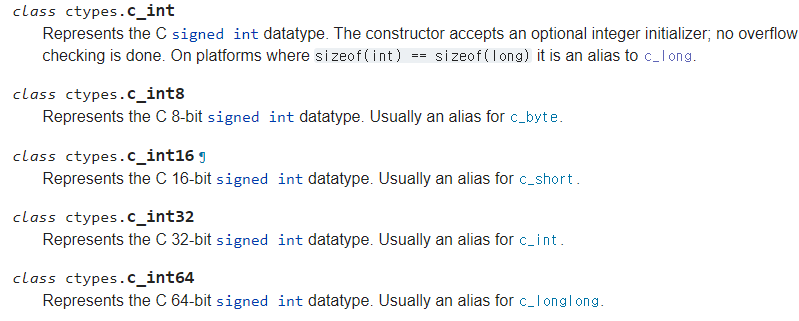 class ctypes.c_int
Represents the C signed int datatype. The constructor accepts an optional integer initializer; no overflow
checking is done. On platforms where sizeof(int) == sizeof(long) it is an alias to c_long.
class ctypes.c_int8
Represents the C 8-bit signed int datatype. Usually an alias for c_byte.
class ctypes.c_int16 ¶
Represents the C 16-bit signed int datatype. Usually an alias for c_short.
class ctypes.c_int32
Represents the C 32-bit signed int datatype. Usually an alias for c_int.
class ctypes.c_int64
Represents the C 64-bit signed int datatype. Usually an alias for c_longlong.